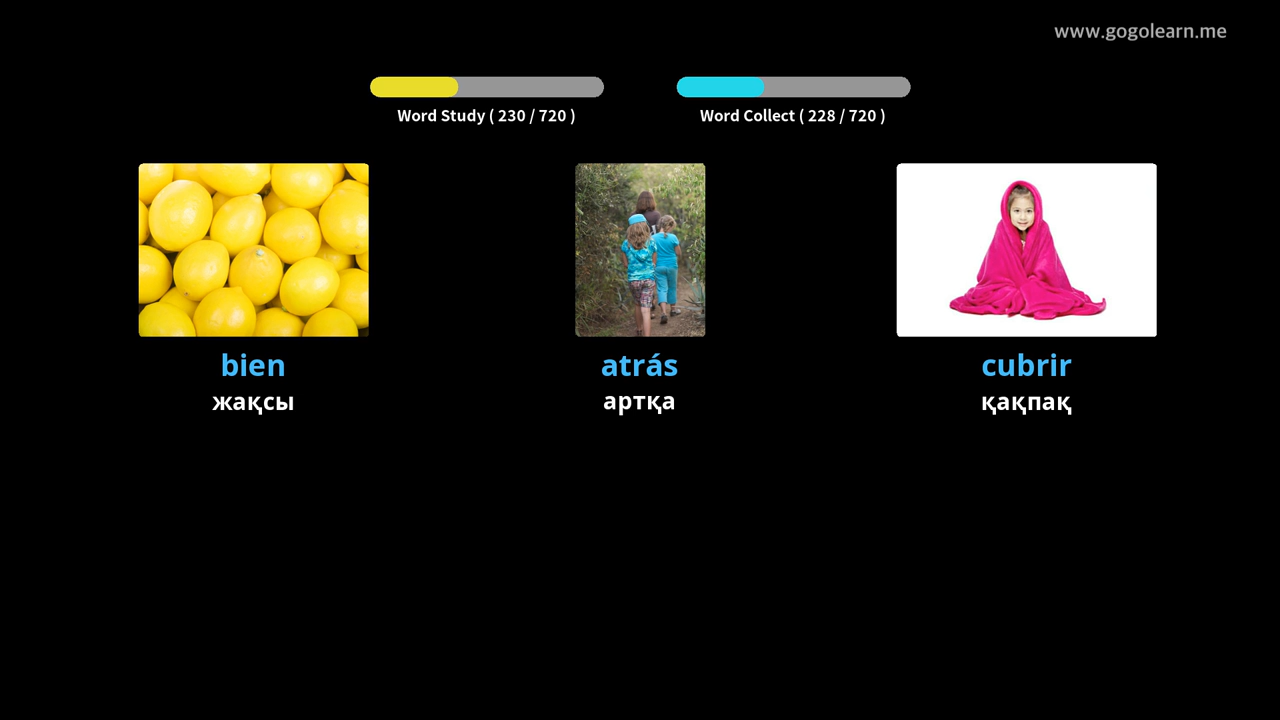 www.gogolearn.me
Word Study ( 230 / 720 )
Word Collect ( 228 / 720 )
bien
atrás
cubrir
жақсы
артқа
қақпақ